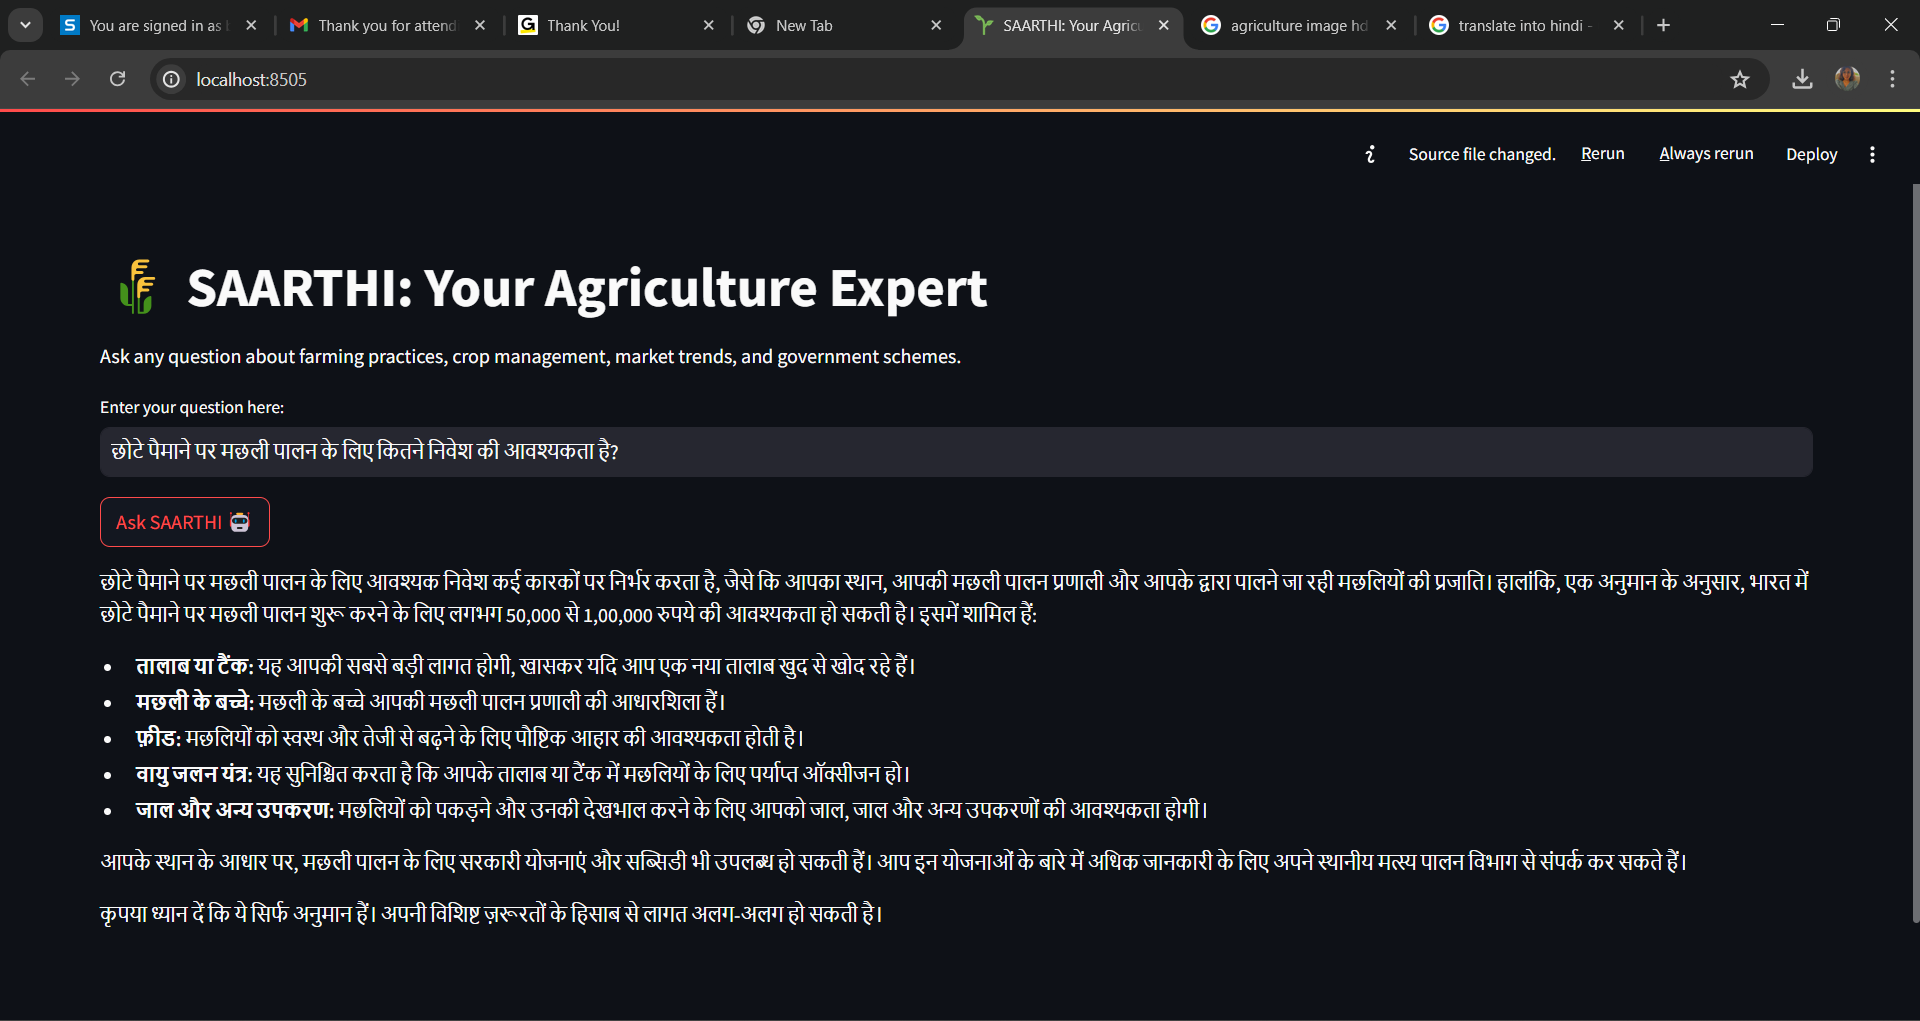 You are signed in as
Thank you for attend
Thank You!
New Tab
SAARTHI: Your Agric
agriculture image hd
translate into hindi -
localhost:8505
Source file changed. Rerun Always rerun Deploy
SAARTHI: Your Agriculture Expert
Ask any question about farming practices, crop management, market trends, and government schemes.
Enter your question here:
छोटे पैमाने पर मछली पालन के लिए कितने निवेश की आवश्यकता है?
Ask SAARTHI
छोटे पैमाने पर मछली पालन के लिए आवश्यक निवेश कई कारकों पर निर्भर करता है, जैसे कि आपका स्थान, आपकी मछली पालन प्रणाली और आपके द्वारा पालने जा रही मछलियों की प्रजाति। हालांकि, एक अनुमान के अनुसार, भारत में
छोटे पैमाने पर मछली पालन शुरू करने के लिए लगभग 50,000 से 1,00,000 रुपये की आवश्यकता हो सकती है। इसमें शामिल हैं:
• तालाब या टैंक: यह आपकी सबसे बड़ी लागत होगी, खासकर यदि आप एक नया तालाब खुद से खोद रहे हैं।
• मछली के बच्चे: मछली के बच्चे आपकी मछली पालन प्रणाली की आधारशिला हैं।
• फ़ीड: मछलियों को स्वस्थ और तेजी से बढ़ने के लिए पौष्टिक आहार की आवश्यकता होती है।
• वायु जलन यंत्र: यह सुनिश्चित करता है कि आपके तालाब या टैंक में मछलियों के लिए पर्याप्त ऑक्सीजन हो।
• जाल और अन्य उपकरण: मछलियों को पकड़ने और उनकी देखभाल करने के लिए आपको जाल, जाल और अन्य उपकरणों की आवश्यकता होगी।
आपके स्थान के आधार पर, मछली पालन के लिए सरकारी योजनाएं और सब्सिडी भी उपलब्ध हो सकती हैं। आप इन योजनाओं के बारे में अधिक जानकारी के लिए अपने स्थानीय मत्स्य पालन विभाग से संपर्क कर सकते हैं।
कृपया ध्यान दें कि ये सिर्फ अनुमान हैं। अपनी विशिष्ट ज़रूरतों के हिसाब से लागत अलग-अलग हो सकती है।